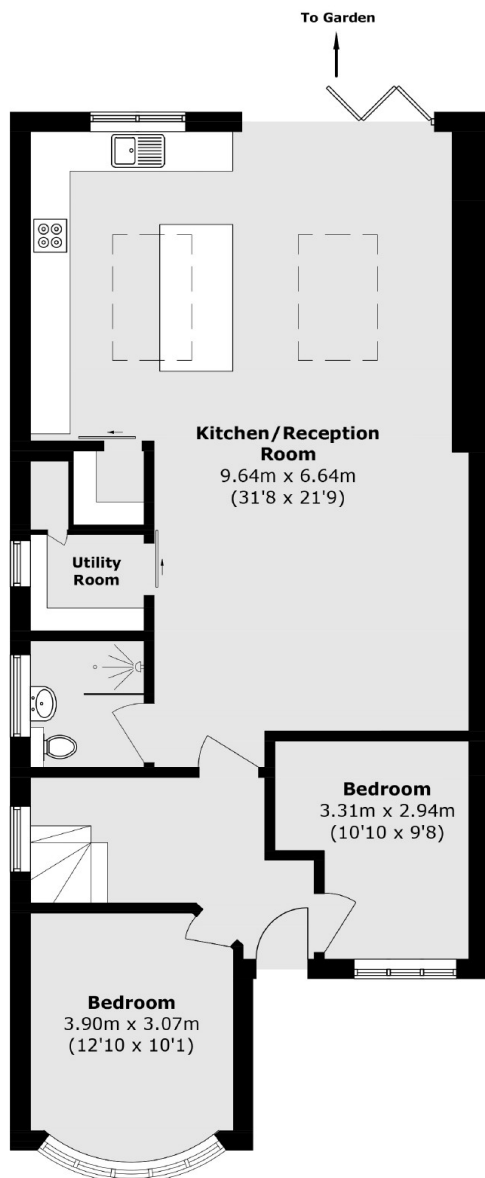 To Garden
Kitchen/Reception
Room
9.64m x 6.64m
(31'8 x 21'9)
Utility
Room
Bedroom
3.31m x 2.94m
(10'10 x 9'8)
Bedroom
3.90m x 3.07m
(12'10 x 10'1)